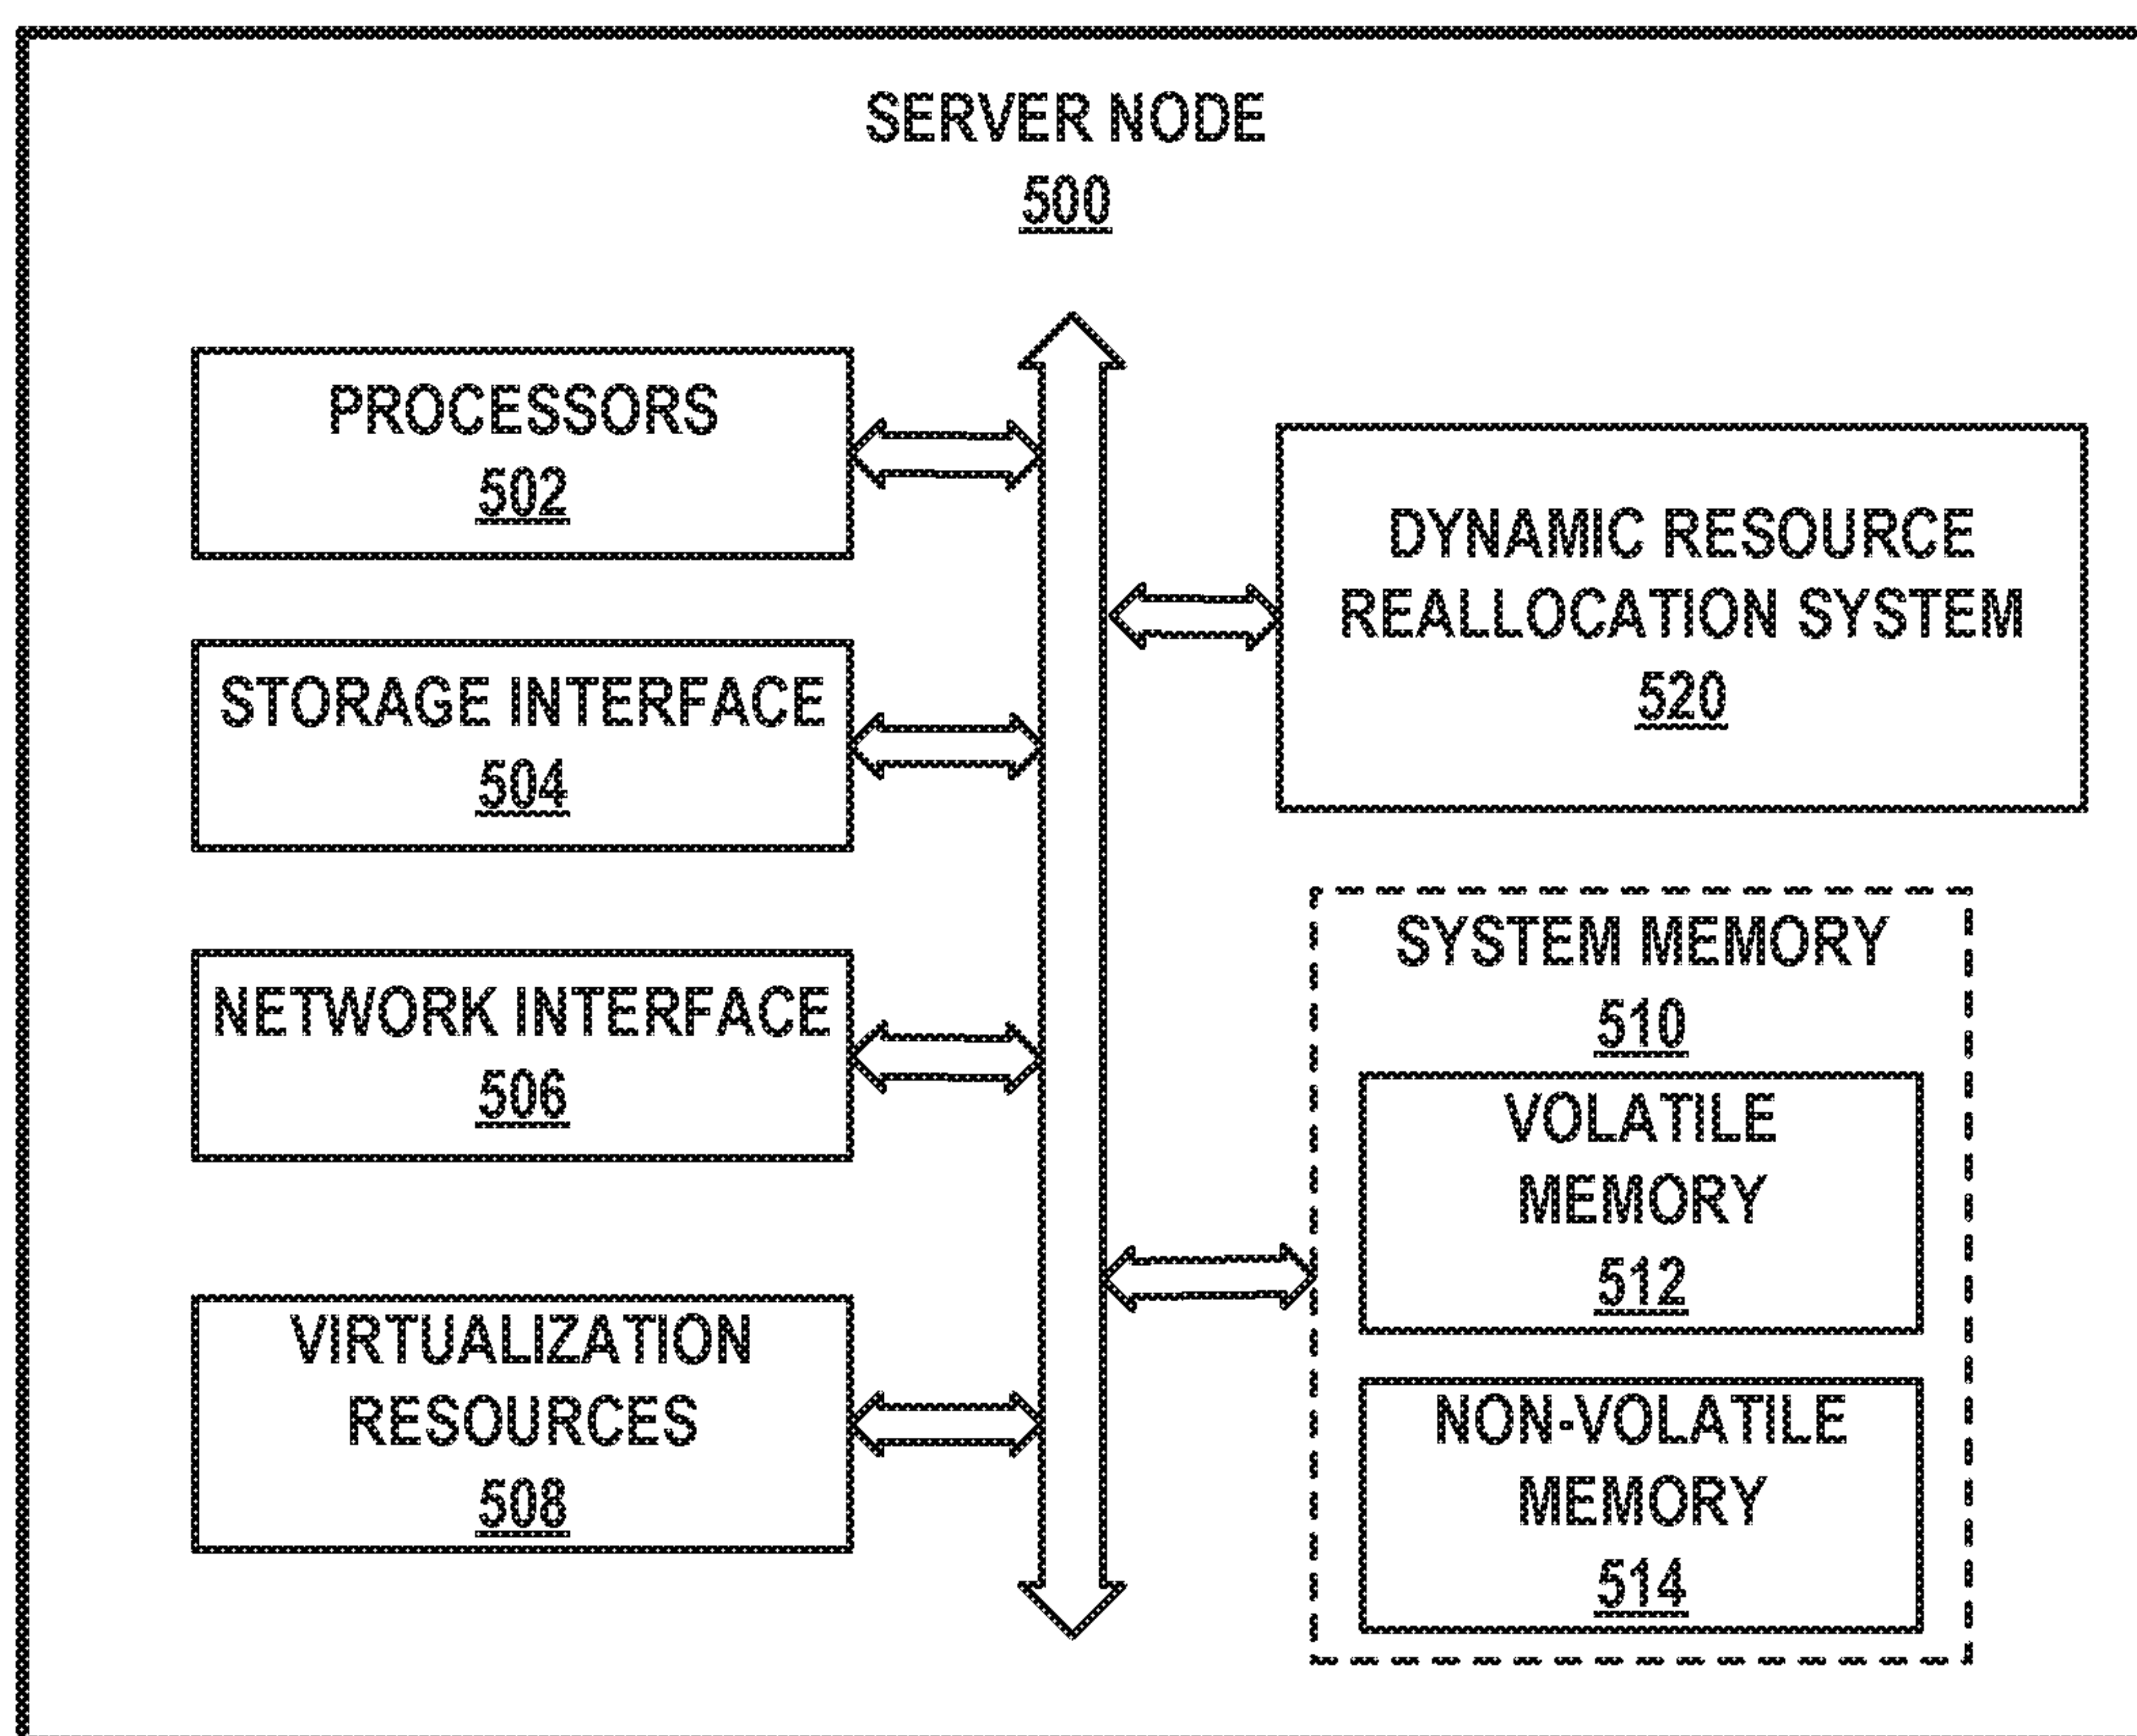 SERVER NODE
500
PROCESSORS
502
STORAGE INTERFACE
504
NETWORK INTERFACE
506
VIRTUALIZATION
RESOURCES
508
DYNAMIC RESOURCE
REALLOCATION SYSTEM
520
SYSTEM MEMORY
510
VOLATILE
MEMORY
512
NON-VOLATILE
MEMORY
514